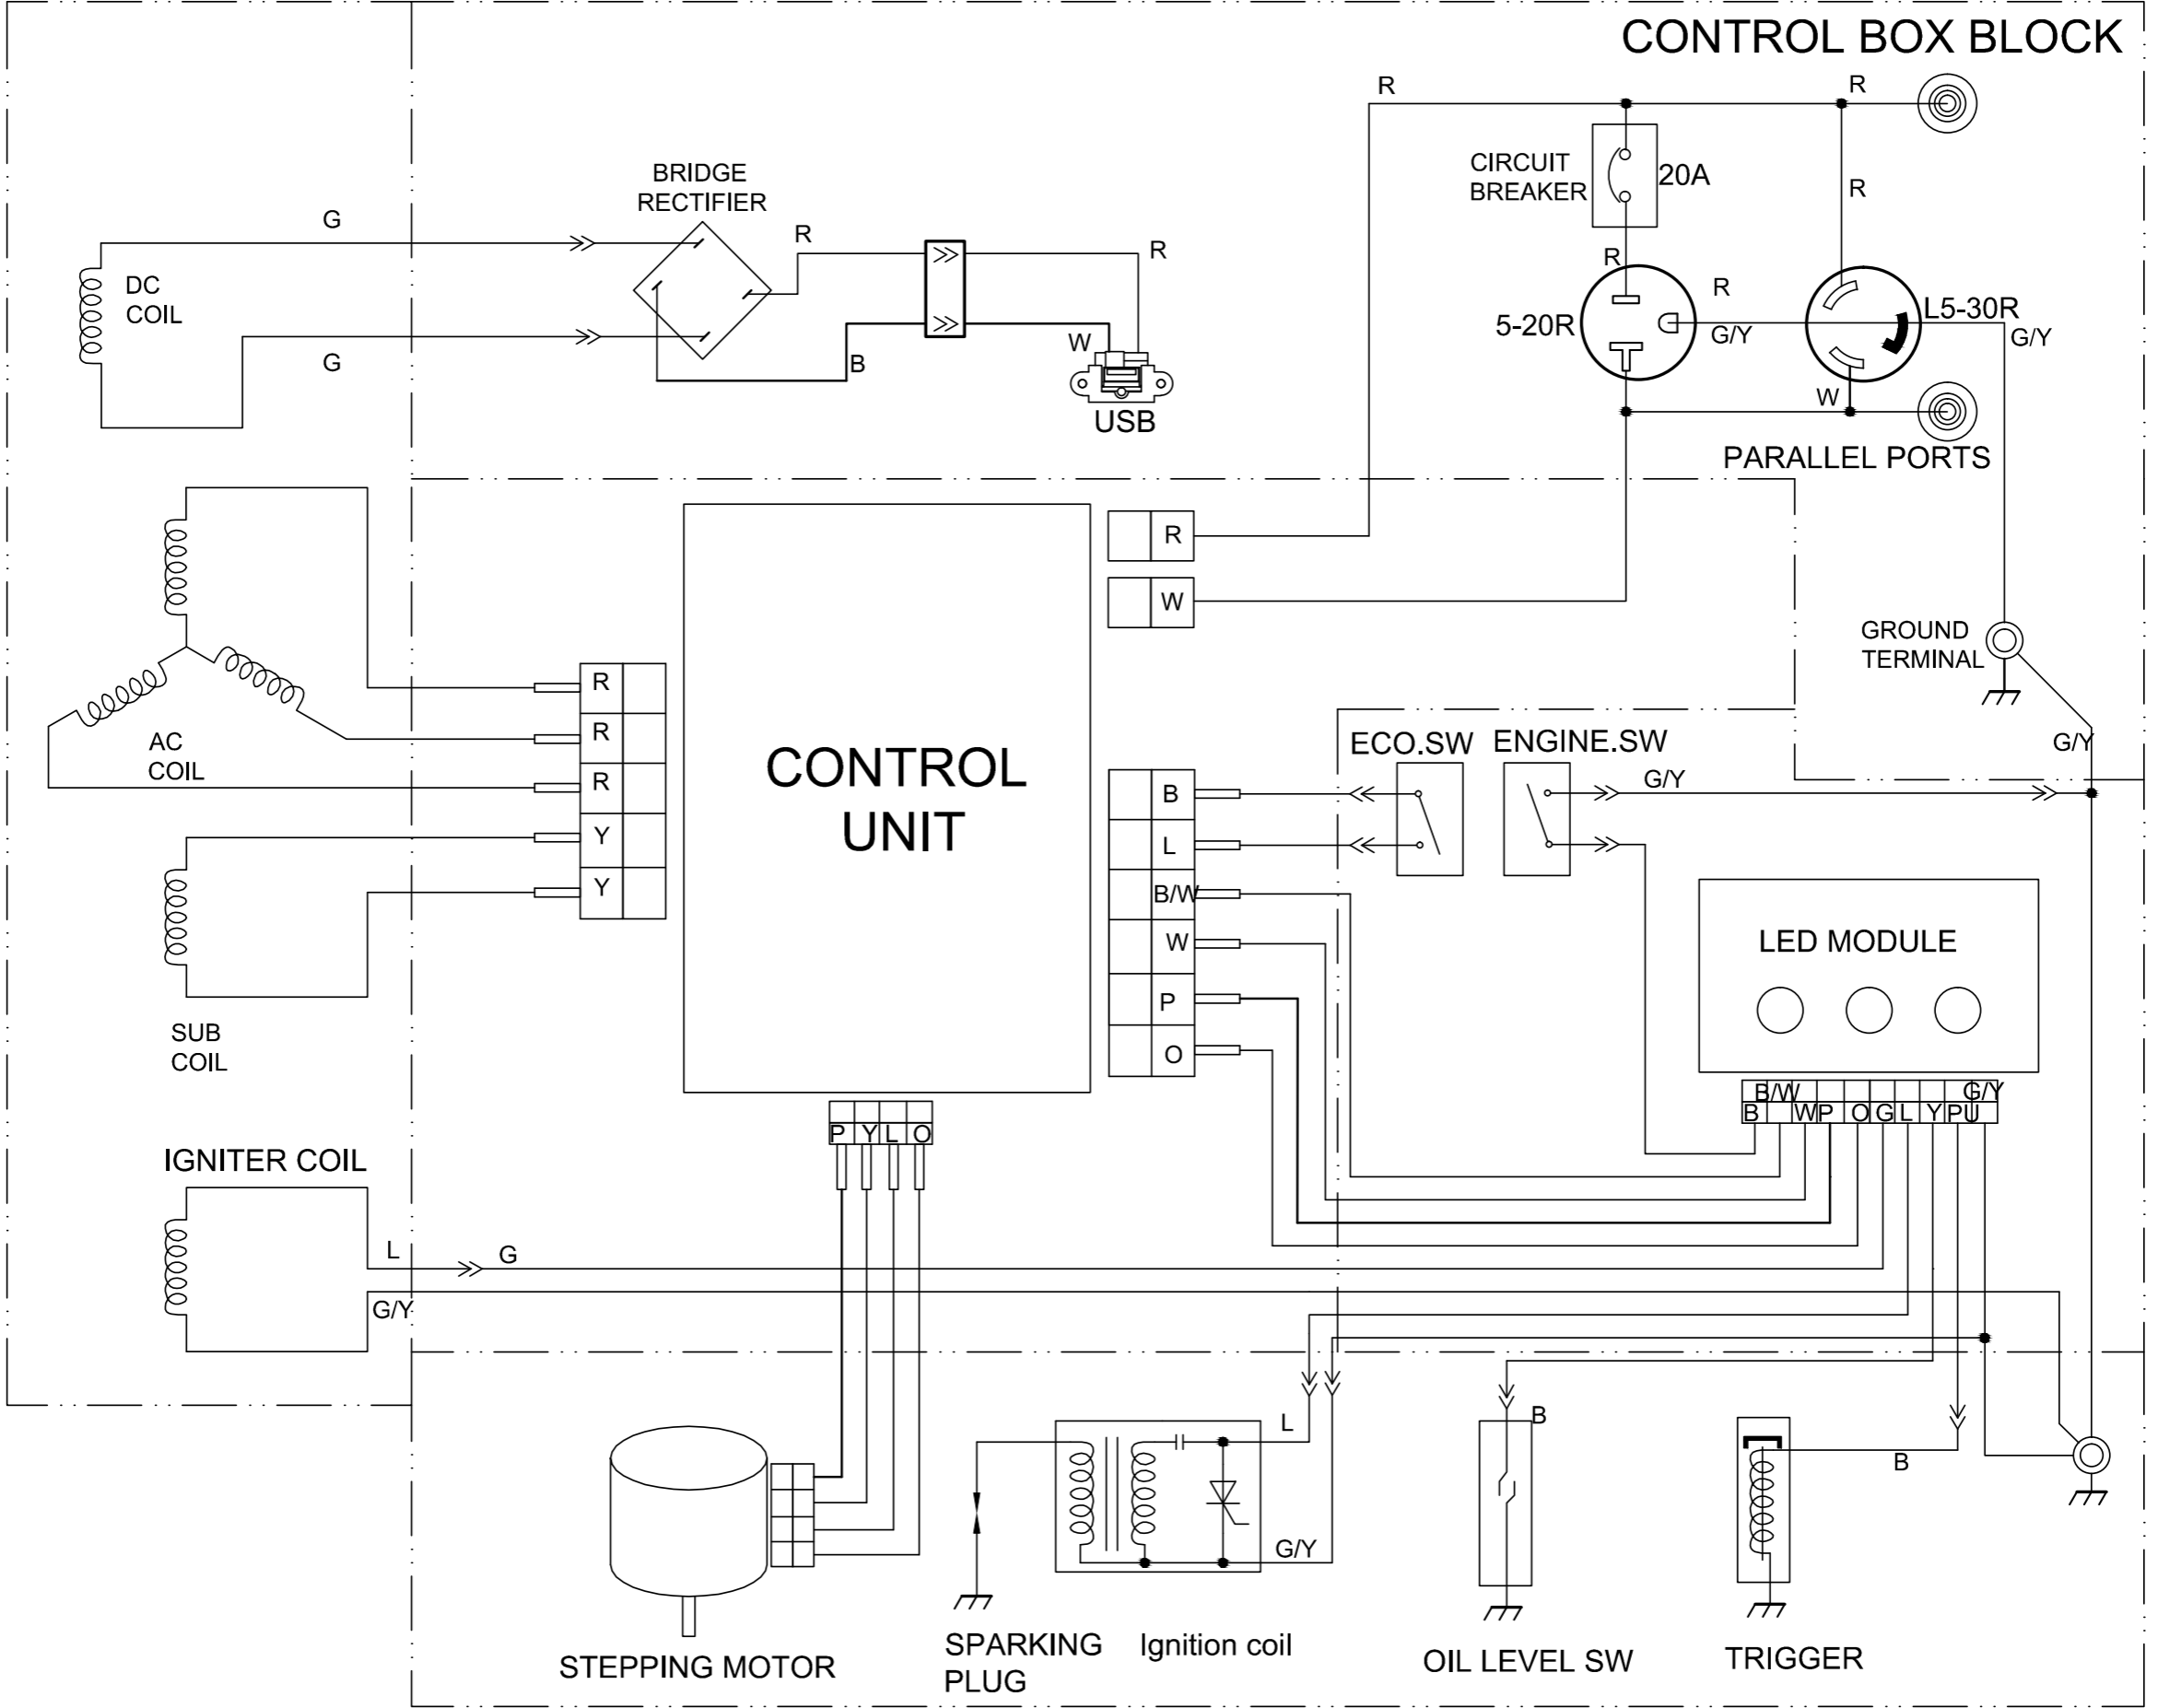 CONTROL BOX BLOCK
R
R
BRIDGE
RECTIFIER
CIRCUIT
BREAKER
20A
R
G
R
R
R
DC
COIL
R
5-20R
G/Y
L5-30R
G/Y
G
B
W
USB
W
PARALLEL PORTS
R
W
GROUND
TERMINAL
G/Y
AC
COIL
R
R
R
Y
Y
CONTROL
UNIT
ECO.SW
ENGINE.SW
G/Y
B
L
B/W
W
P
O
LED MODULE
SUB
COIL
B/W
G/Y
B
W
P
O
G
L
Y
PU
P
Y
L
O
IGNITER COIL
L
G
G/Y
L
B
B
G/Y
STEPPING MOTOR
SPARKING
PLUG
Ignition coil
OIL LEVEL SW
TRIGGER